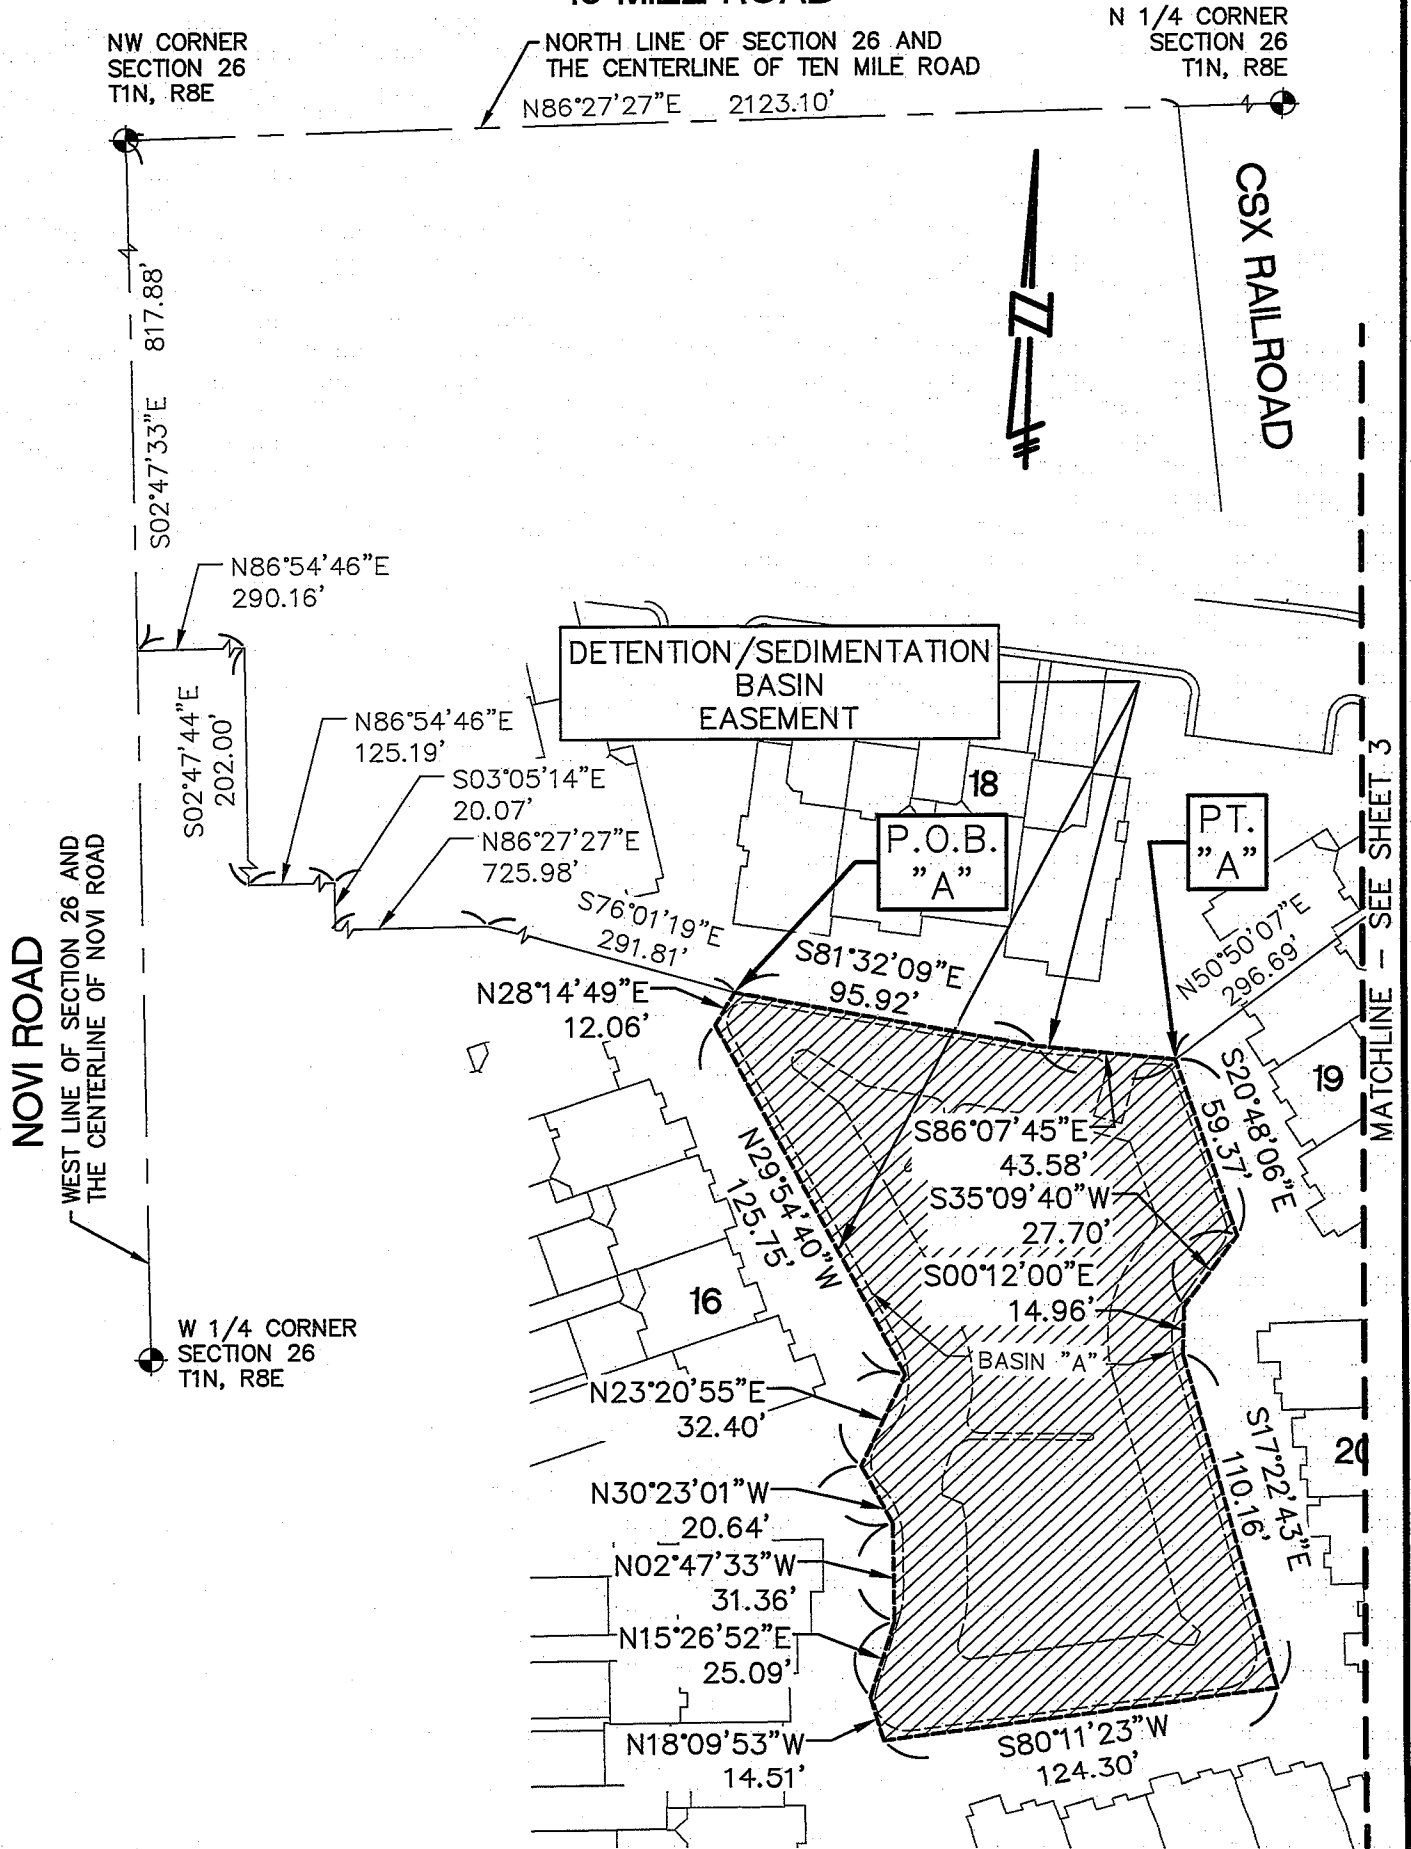 10 MILE ROAD
NW CORNER
SECTION 26
T1N, R8E
NORTH LINE OF SECTION 26 AND
THE CENTERLINE OF TEN MILE ROAD
N86°27'27"E 2123.10'
N 1/4 CORNER
SECTION 26
T1N, R8E
CSX RAILROAD
S02°47'33"E 817.88'
N86°54'46"E
290.16'
S02°47'44"E
202.00'
N86°54'46"E
125.19'
S03°05'14"E
20.07'
N86°27'27"E
725.98'
S76°01'19"E
291.81'
DETENTION/SEDIMENTATION
BASIN
EASEMENT
18
P.O.B.
"A"
PT.
"A"
N50°50'07"E
296.69'
MATCHLINE -- SEE SHEET 3
NOVI ROAD
WEST LINE OF SECTION 26 AND
THE CENTERLINE OF NOVI ROAD
W 1/4 CORNER
SECTION 26
T1N, R8E
N28°14'49"E
12.06'
S81°32'09"E
95.92'
S86°07'45"E
43.58'
S20°48'06"E
59.37'
19
S35°09'40"W
27.70'
S00°12'00"E
14.96'
BASIN "A"
N29°54'40"W
125.75'
16
N23°20'55"E
32.40'
N30°23'01"W
20.64'
N02°47'33"W
31.36'
N15°26'52"E
25.09'
N18°09'53"W
14.51'
S17°22'43"E
110.16'
20
S80°11'23"W
124.30'